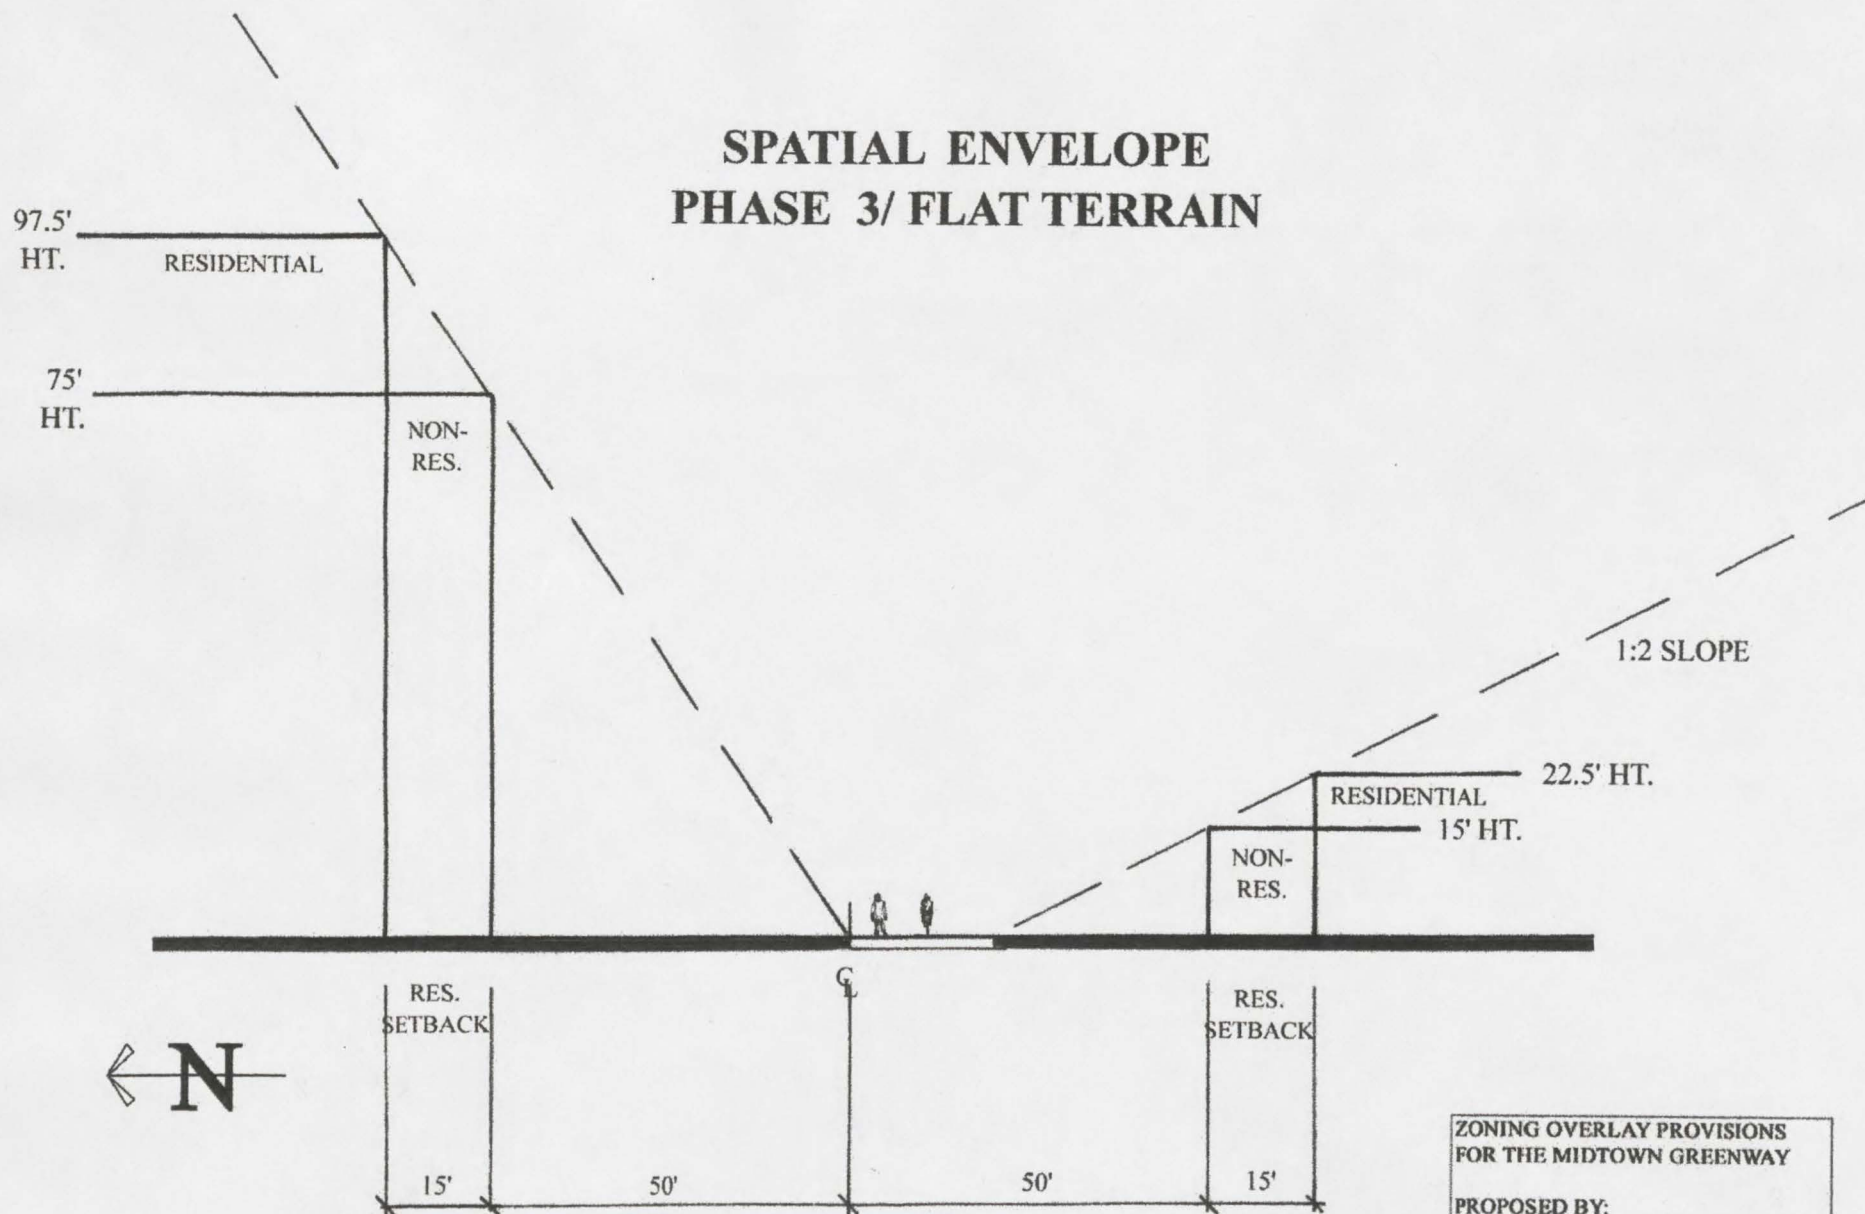 SPATIAL ENVELOPE
PHASE 3/ FLAT TERRAIN
97.5'
HT.
RESIDENTIAL
75'
HT.
NON-
RES.
1:2 SLOPE
22.5' HT.
RESIDENTIAL
15' HT.
NON-
RES.
CL
RES.
SETBACK
RES.
SETBACK
N
15'
50'
50'
15'
ZONING OVERLAY PROVISIONS
FOR THE MIDTOWN GREENWAY
PROPOSED BY: